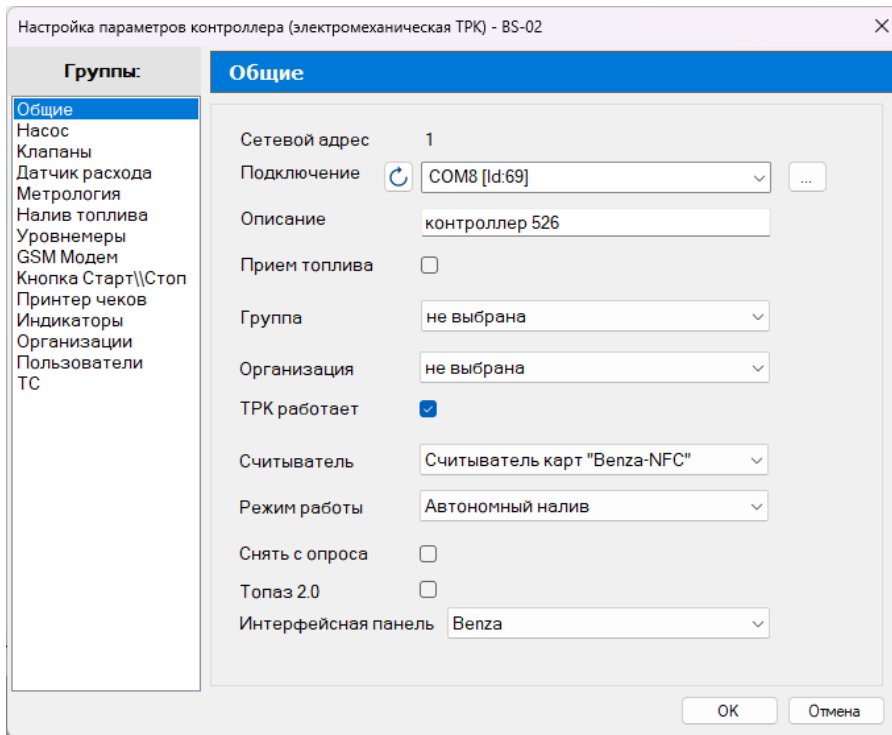 Настройка параметров контроллера (электромеханическая ТРК) - BS-02
Группы:
Общие
Насос
Клапаны
Датчик расхода
Метрология
Налив топлива
Уровнемеры
GSM Модем
Кнопка Старт\\Стоп
Принтер чеков
Индикаторы
Организации
Пользователи
ТС
Общие
Сетевой адрес 1
Подключение COM8 [Id:69] ...
Описание контроллер 526
Прием топлива
Группа не выбрана
Организация не выбрана
ТРК работает
Считыватель Считыватель карт "Benza-NFC"
Режим работы Автономный налив
Снять с опроса
Топаз 2.0
Интерфейсная панель Benza
OK Отмена